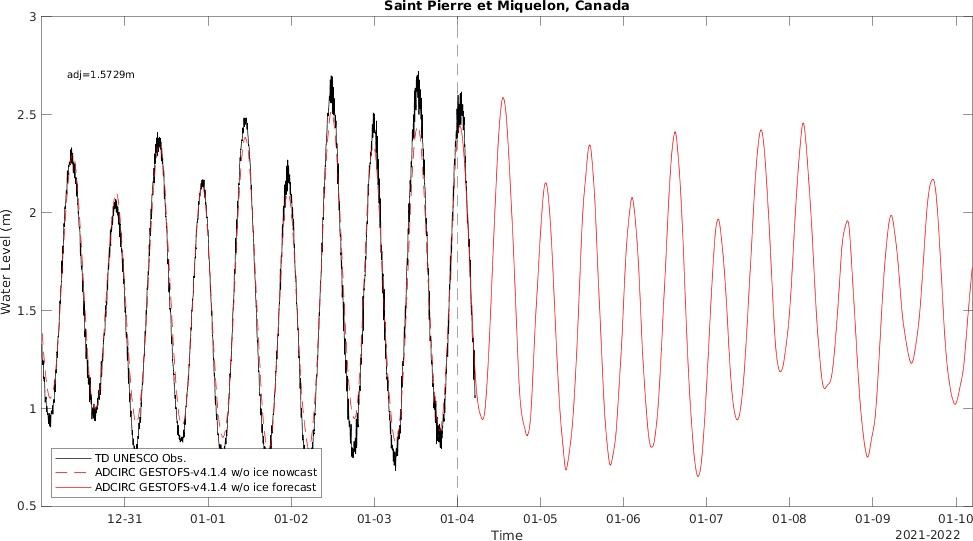 Saint Pierre et Miquelon, Canada
3
adj=1.5729m
2.5
2
Water Level (m)
1.5
1
TD UNESCO Obs.
ADCIRC GESTOFS-v4.1.4 w/o ice nowcast
ADCIRC GESTOFS-v4.1.4 w/o ice forecast
0.5
12-31 01-01 01-02 01-03 01-04 01-05 01-06 01-07 01-08 01-09 01-10
Time
2021-2022